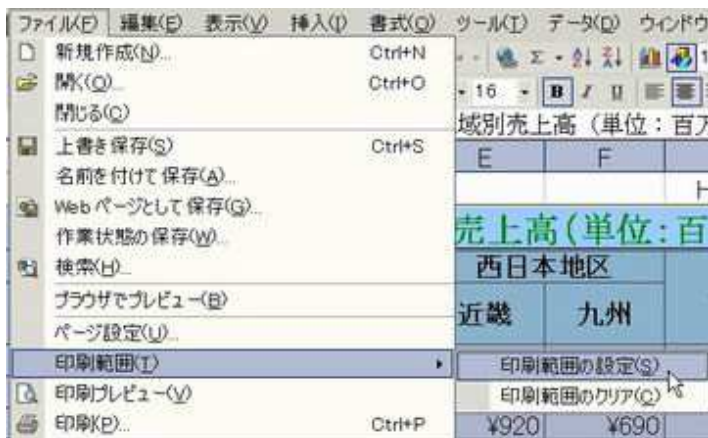 ファイル(F) 編集(E) 表示(V) 挿入(I) 書式(O) ツール(T) データ(D) ウィンドウ
新規作成(N)... Ctrl+N
開く(O)... Ctrl+O
閉じる(C)
上書き保存(S) Ctrl+S
名前を付けて保存(A)...
Web ページとして保存(G)...
作業状態の保存(W)...
検索(H)...
ブラウザでプレビュー(B)
ページ設定(U)...
印刷範囲(T)
印刷プレビュー(V)
印刷(P)... Ctrl+P
印刷範囲の設定(S)
印刷範囲のクリア(C)
16 B I U
域別売上高（単位：百万
E F
売上高(単位:百
西日本地区
近畿 九州
¥920 ¥690